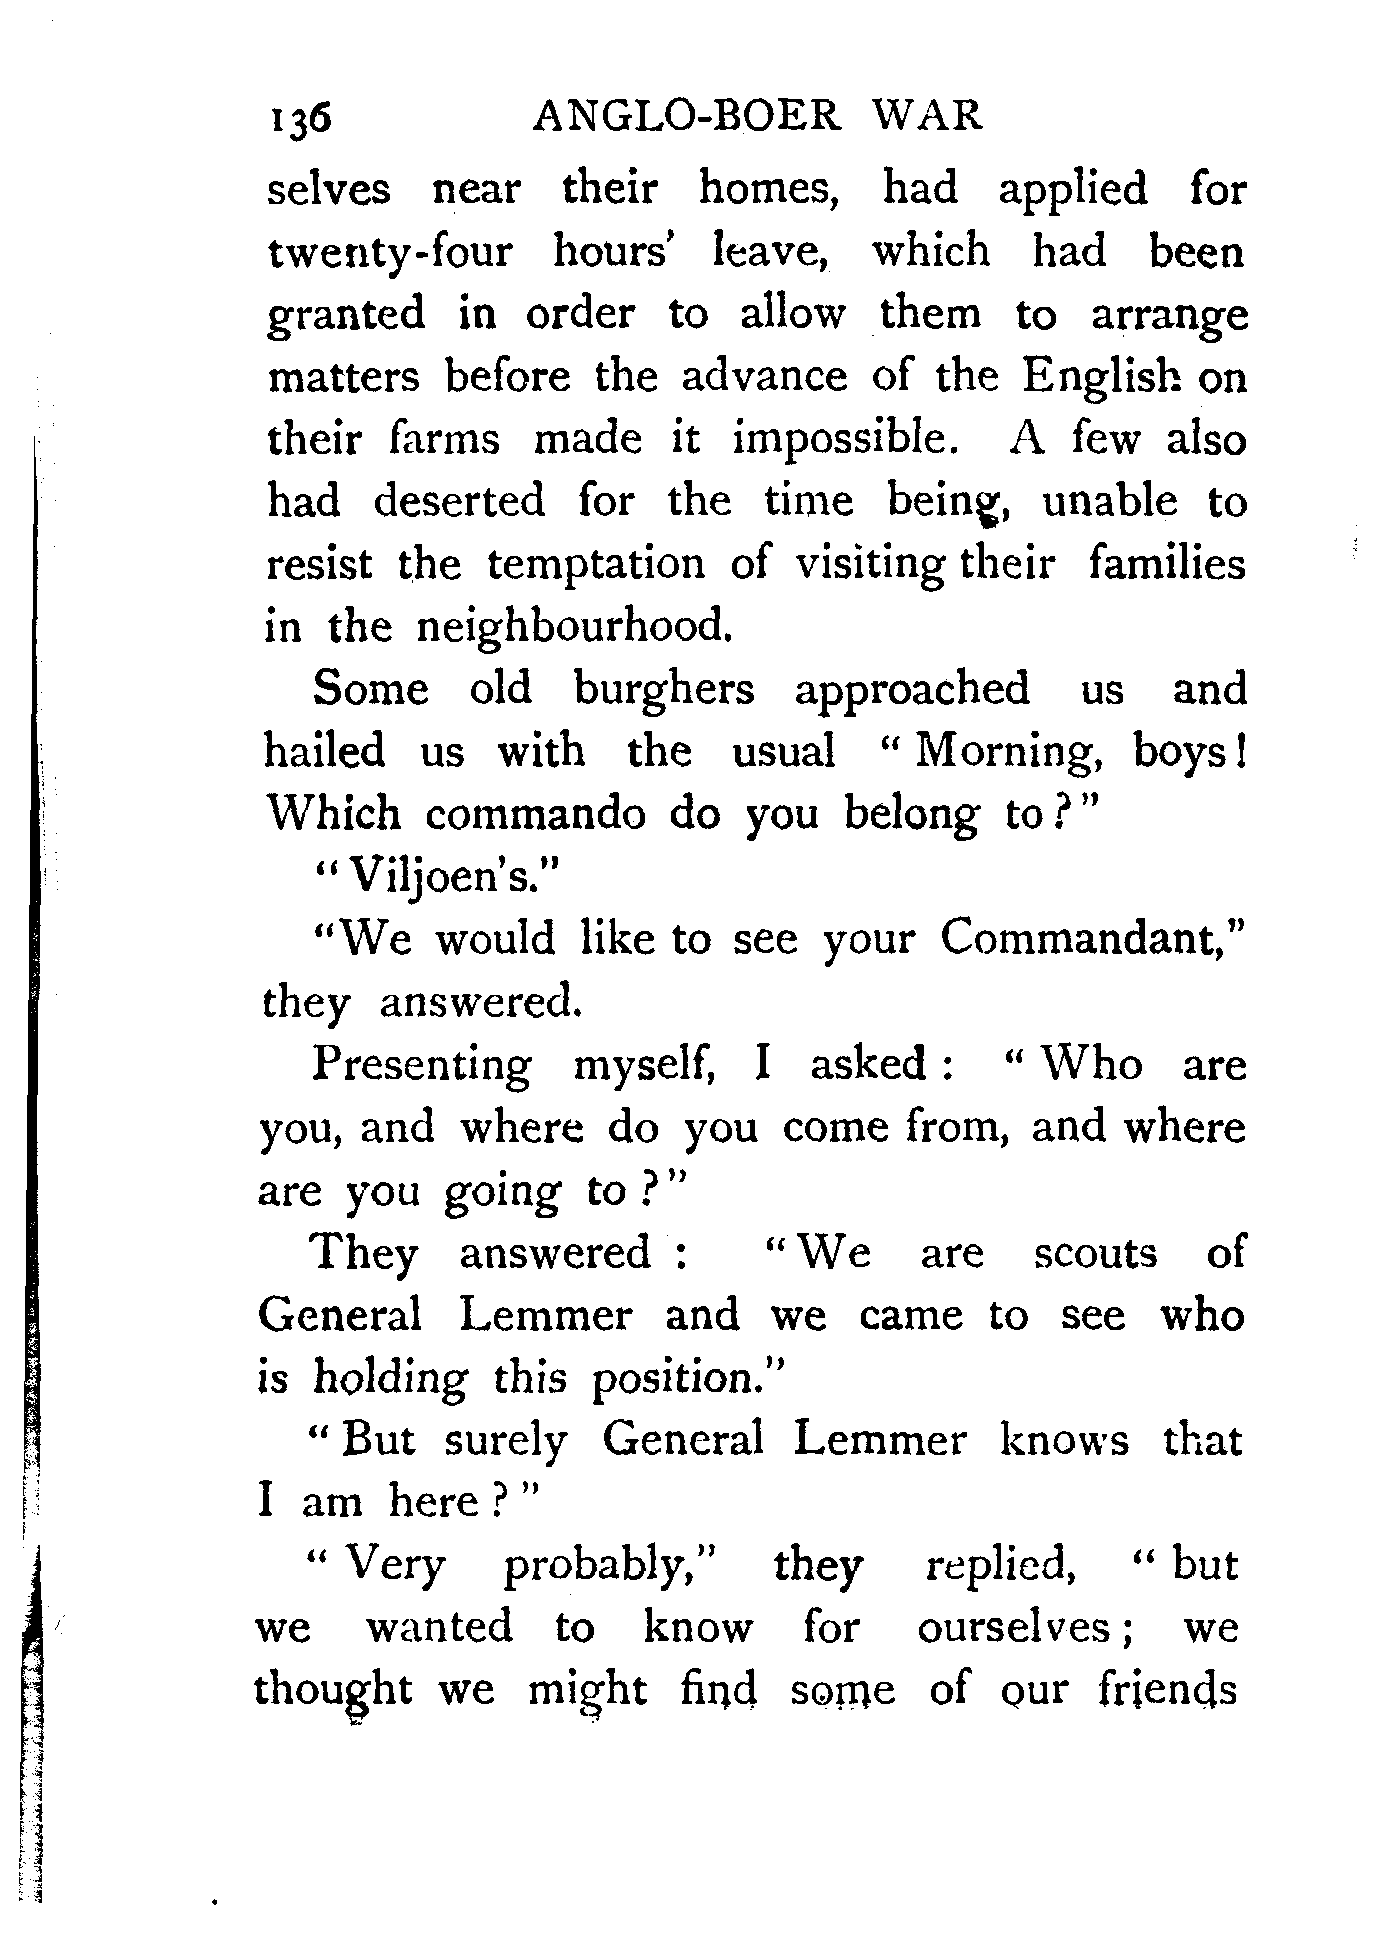 136 ANGLO-BOER WAR
selves near their homes, had applied for
twenty-four hours' leave, which had been
granted in order to allow them to arrange
matters before the advance of the English on
their farms made it impossible. A few also
had deserted for the time being, unable to
resist the temptation of visiting their families
in the neighbourhood.
Some old burghers approached us and
hailed us with the usual " Morning, boys!
Which commando do you belong to?"
" Viljoen's."
"We would like to see your Commandant,"
they answered.
Presenting myself, I asked : " Who are
you, and where do you come from, and where
are you going to ?"
They answered : " We are scouts of
General Lemmer and we came to see who
is holding this position."
" But surely General Lemmer knows that
I am here ? "
" Very probably," they replied, " but
we wanted to know for ourselves ; we
thought we might find some of our friends